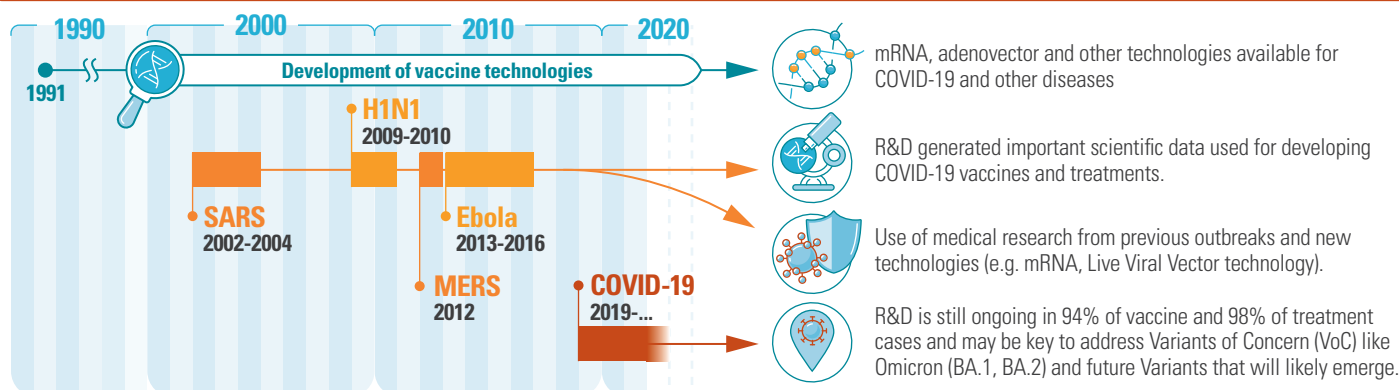 1990
2000
2010
2020
1991
Development of vaccine technologies
H1N1
2009-2010
SARS
2002-2004
Ebola
2013-2016
MERS
2012
COVID-19
2019-...
mRNA, adenovector and other technologies available for
COVID-19 and other diseases
R&D generated important scientific data used for developing
COVID-19 vaccines and treatments.
Use of medical research from previous outbreaks and new
technologies (e.g. mRNA, Live Viral Vector technology).
R&D is still ongoing in 94% of vaccine and 98% of treatment
cases and may be key to address Variants of Concern (VoC) like
Omicron (BA.1, BA.2) and future Variants that will likely emerge.